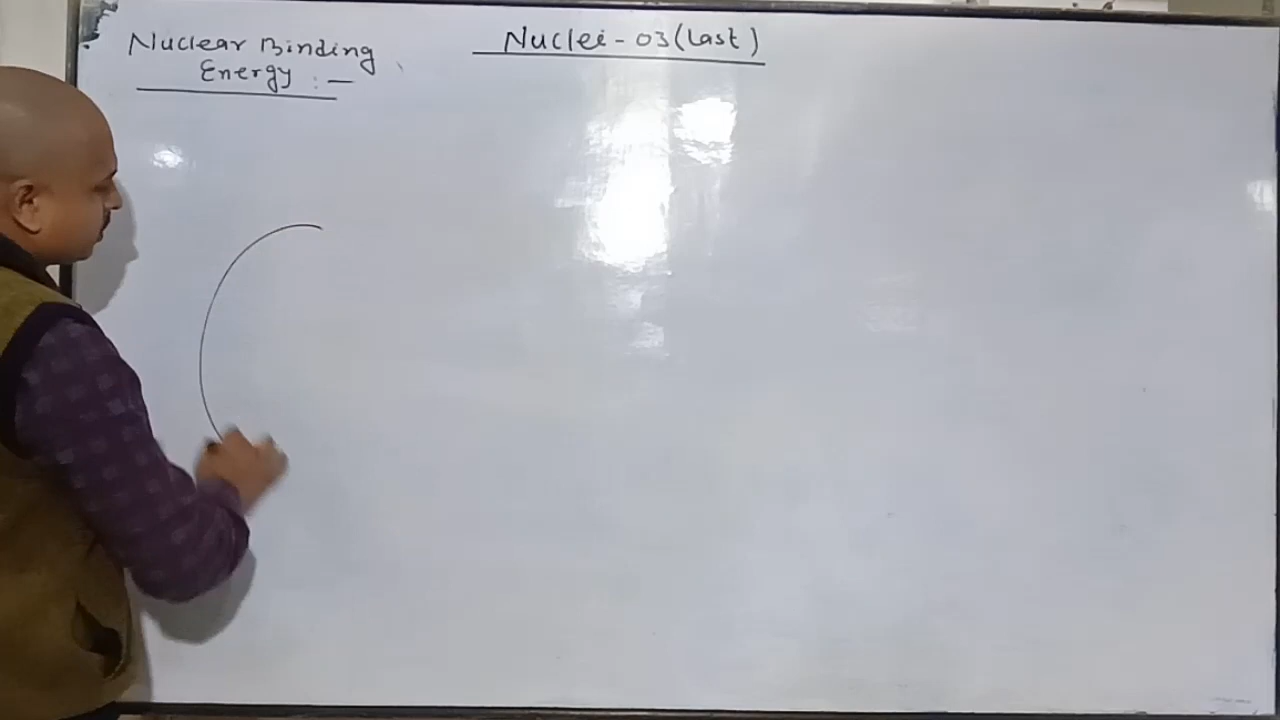 Nuclei - 03 (Last)
Nuclear Binding
Energy : —